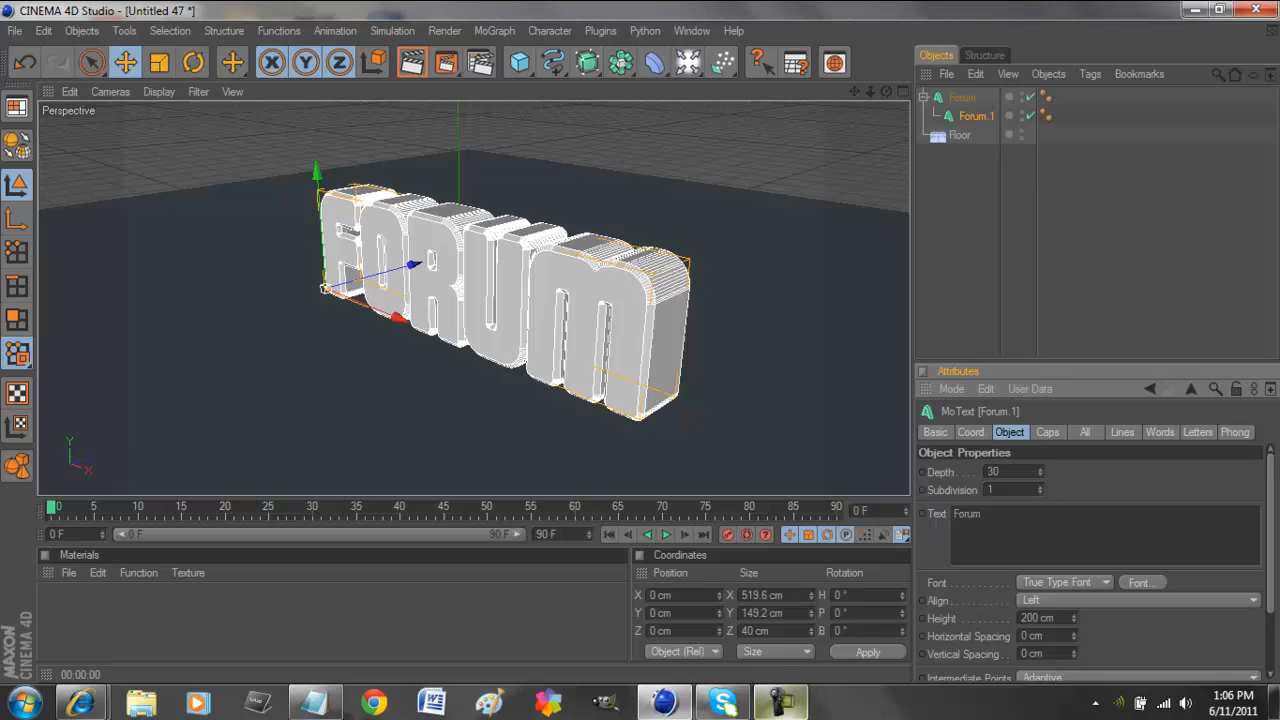 CINEMA 4D Studio - [Untitled 47 *]
File Edit Objects Tools Selection Structure Functions Animation Simulation Render MoGraph Character Plugins Python Window Help
X Y Z
Objects Structure
File Edit View Objects Tags Bookmarks
Edit Cameras Display Filter View
Perspective
Forum
Forum.1
Floor
FORUM
Y
Z
X
Attributes
Mode Edit User Data
MoText [Forum.1]
Basic Coord. Object Caps All Lines Words Letters Phong
Object Properties
Depth 30
Subdivision 1
Text Forum
Font True Type Font Font...
Align Left
Height 200 cm
Horizontal Spacing 0 cm
Vertical Spacing 0 cm
Intermediate Points Adaptive
0 5 10 15 20 25 30 35 40 45 50 55 60 65 70 75 80 85 90 0 F
0 F 0 F 90 F 90 F
Materials
File Edit Function Texture
Coordinates
Position Size Rotation
X 0 cm X 519.6 cm H 0 °
Y 0 cm Y 149.2 cm P 0 °
Z 0 cm Z 40 cm B 0 °
Object (Rel) Size Apply
MAXON
CINEMA 4D
00:00:00
1:06 PM
6/11/2011